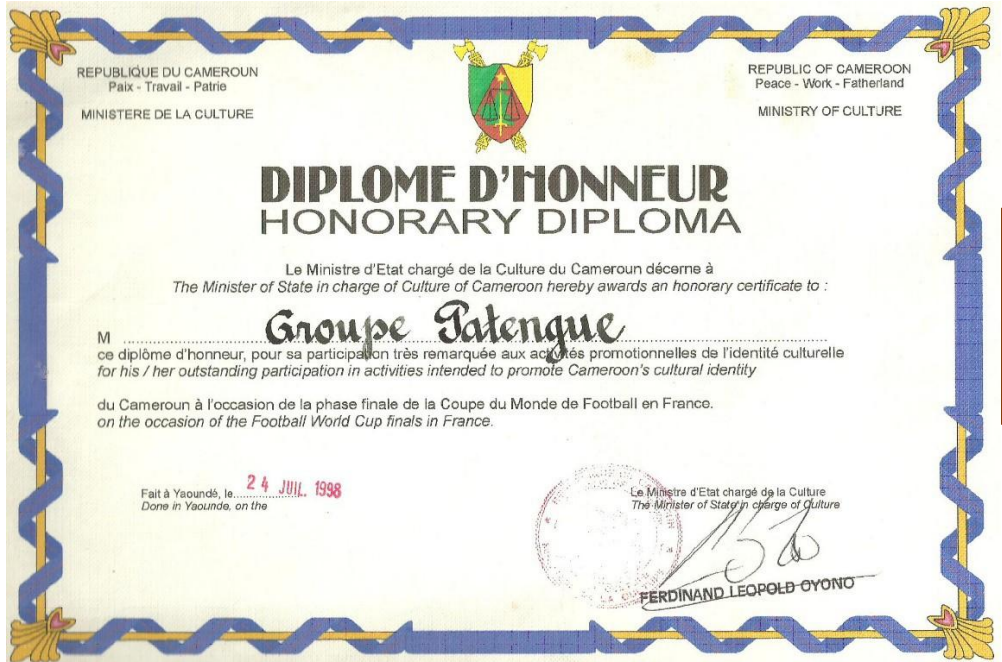 REPUBLIQUE DU CAMEROUN
Paix - Travail - Patrie
MINISTERE DE LA CULTURE
REPUBLIC OF CAMEROON
Peace - Work - Fatherland
MINISTRY OF CULTURE
DIPLOME D'HONNEUR
HONORARY DIPLOMA
Le Ministre d'Etat chargé de la Culture du Cameroun décerne à
The Minister of State in charge of Culture of Cameroon hereby awards an honorary certificate to :
M Groupe Patengue
ce diplôme d'honneur, pour sa participation très remarquée aux activités promotionnelles de l'identité culturelle
for his / her outstanding participation in activities intended to promote Cameroon's cultural identity
du Cameroun à l'occasion de la phase finale de la Coupe du Monde de Football en France.
on the occasion of the Football World Cup finals in France.
Fait à Yaoundé, le 24 JUIL. 1998
Done in Yaounde, on the
Le Ministre d'Etat chargé de la Culture
The Minister of State in charge of Culture
FERDINAND LEOPOLD OYONO